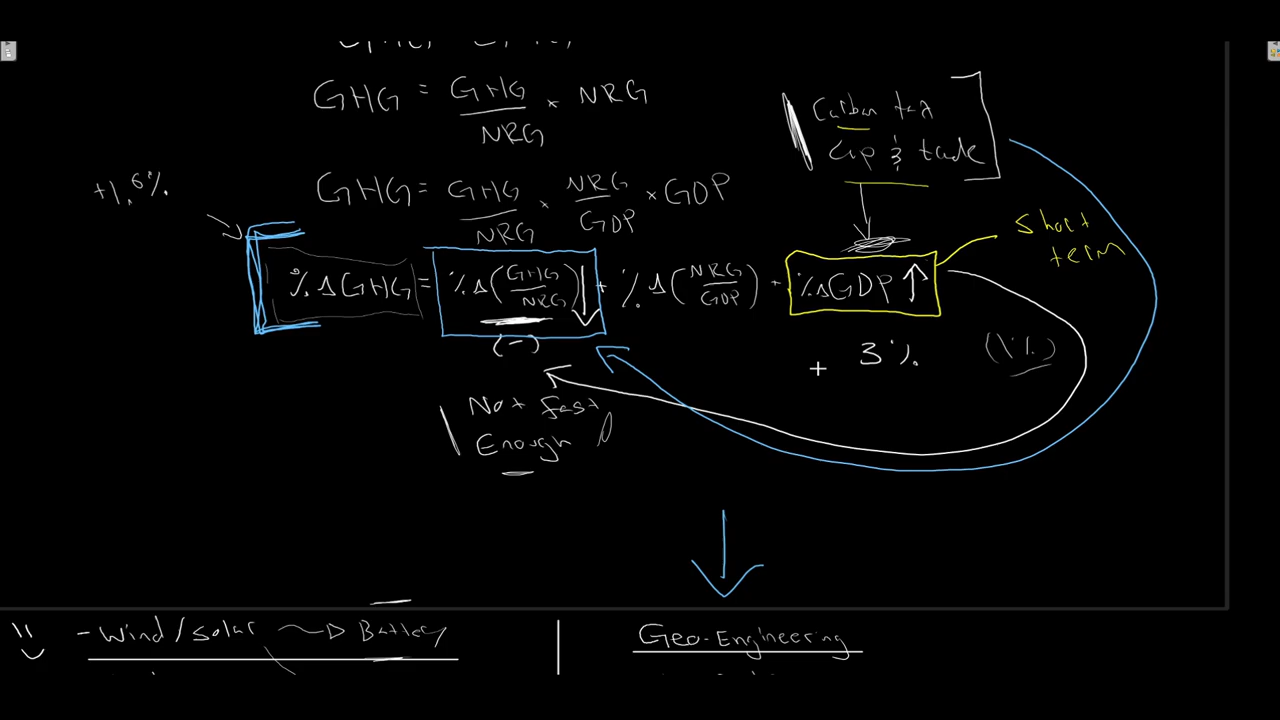 GHG = GHG/NRG × NRG
Carbon tax
Cap & trade
+1.6%
GHG = GHG/NRG × NRG/GDP × GDP
Short
term
%ΔGHG = %Δ(GHG/NRG)↓ + %Δ(NRG/GDP) + %ΔGDP↑
(-)
+ 3%. (1%)
Not fast
Enough
- Wind/Solar → Battery
Geo-Engineering